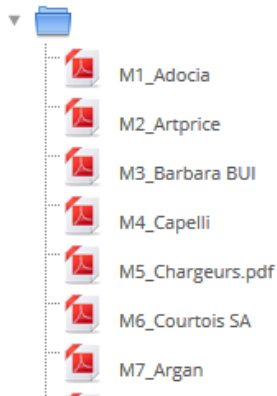 M1_Adocia
M2_Artprice
M3_Barbara BUI
M4_Capelli
M5_Chargeurs.pdf
M6_Courtois SA
M7_Argan